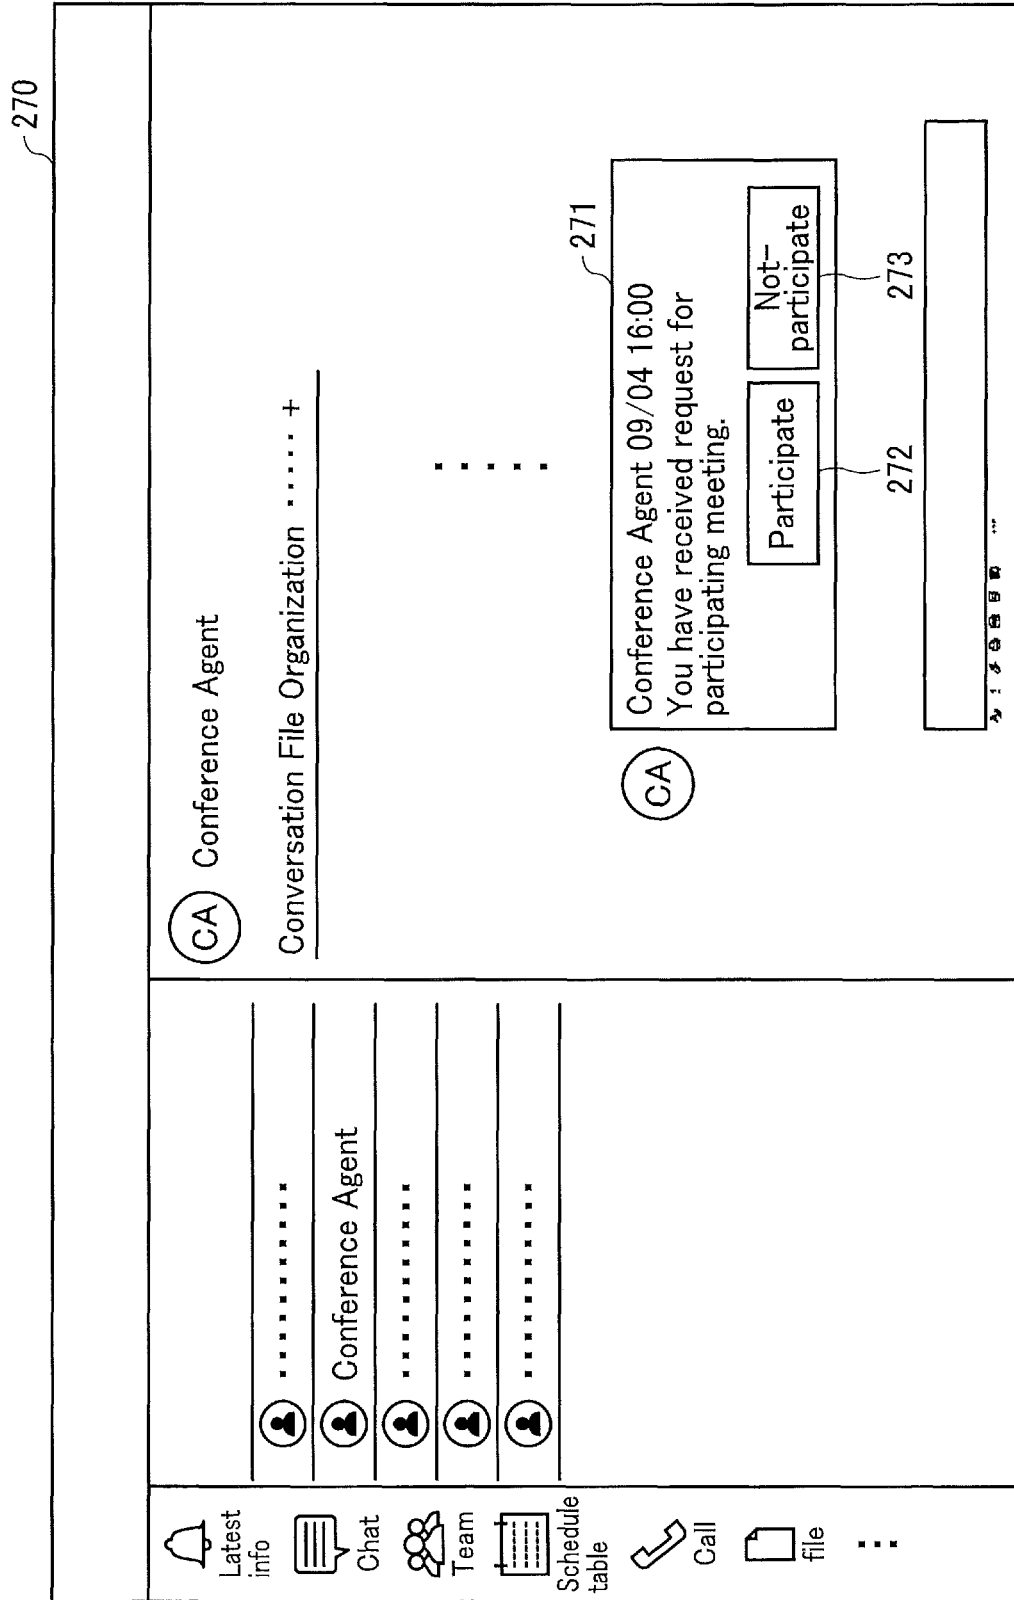 270
Latest
info
Chat
Team
Schedule
table
Call
file
Conference Agent
CA Conference Agent
Conversation File Organization ····· +
271
CA
Conference Agent 09/04 16:00
You have received request for
participating meeting.
Participate
Not-
participate
272
273